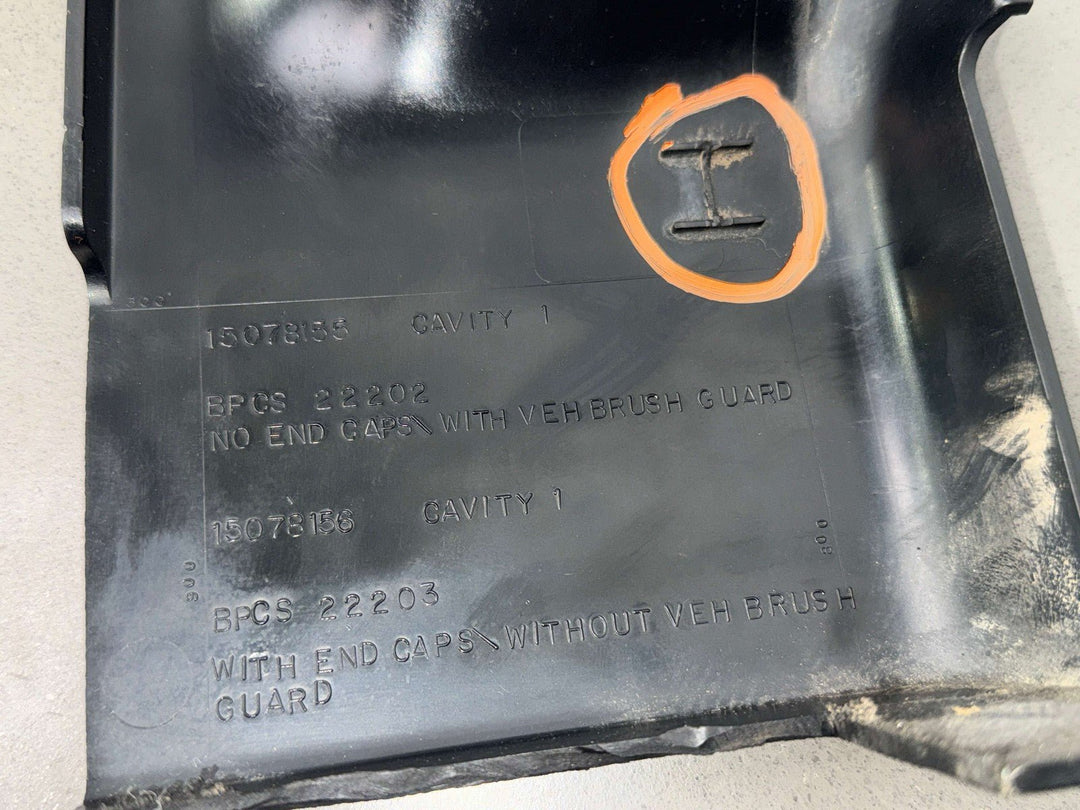 I
300
15078155 CAVITY 1
BPCS 22202
NO END CAPS\WITH VEH BRUSH GUARD
15078156 CAVITY 1
BPCS 22203
WITH END CAPS\WITHOUT VEH BRUSH
GUARD